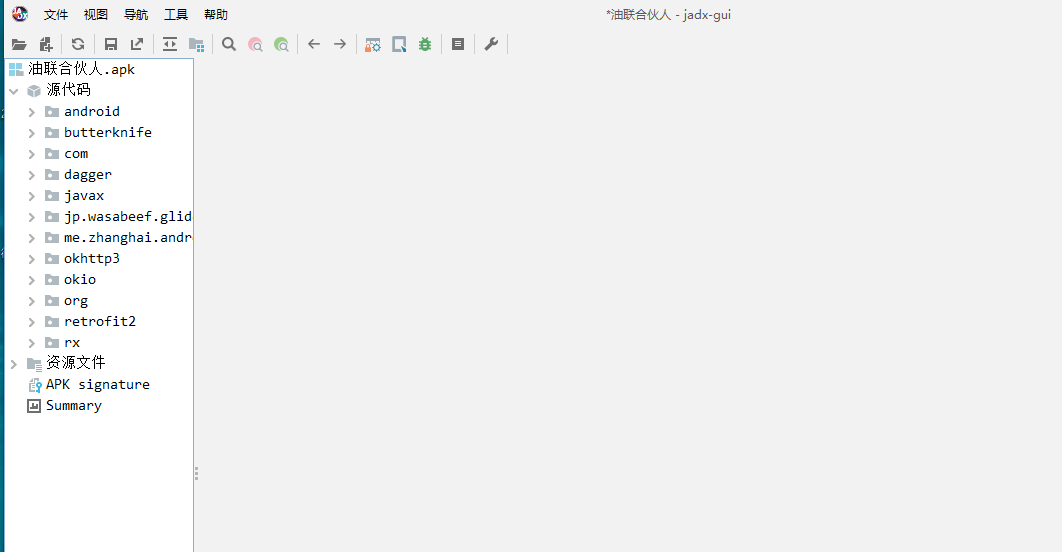 文件 视图 导航 工具 帮助 *油联合伙人 - jadx-gui
油联合伙人.apk
源代码
android
butterknife
com
dagger
javax
jp.wasabeef.glid
me.zhanghai.andr
okhttp3
okio
org
retrofit2
rx
资源文件
APK signature
Summary